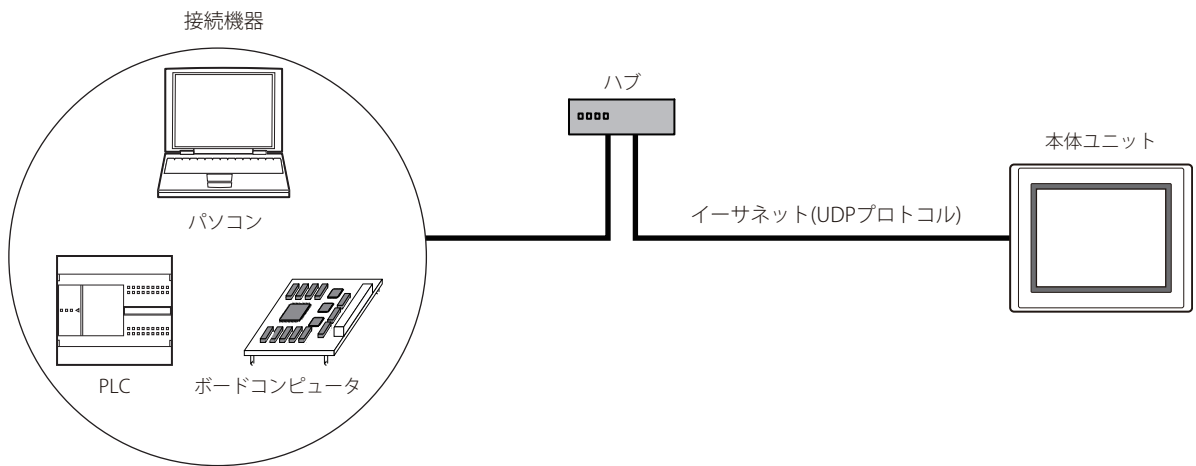 接続機器
ハブ
本体ユニット
パソコン
イーサネット(UDPプロトコル)
PLC
ボードコンピュータ